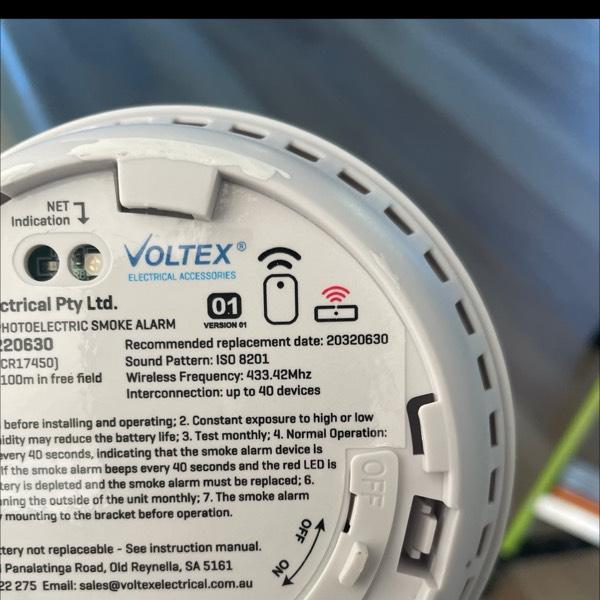 NET
Indication
VOLTEX®
ELECTRICAL ACCESSORIES
ctrical Pty Ltd.
01
VERSION 01
PHOTOELECTRIC SMOKE ALARM
220630
Recommended replacement date: 20320630
CR17450)
Sound Pattern: ISO 8201
100m in free field
Wireless Frequency: 433.42Mhz
Interconnection: up to 40 devices
before installing and operating; 2. Constant exposure to high or low
idity may reduce the battery life; 3. Test monthly; 4. Normal Operation:
every 40 seconds, indicating that the smoke alarm device is
If the smoke alarm beeps every 40 seconds and the red LED is
tery is depleted and the smoke alarm must be replaced; 6.
ning the outside of the unit monthly; 7. The smoke alarm
mounting to the bracket before operation.
OFF
OFF
ON
ttery not replaceable - See instruction manual.
Panalatinga Road, Old Reynella, SA 5161
22 275 Email: sales@voltexelectrical.com.au